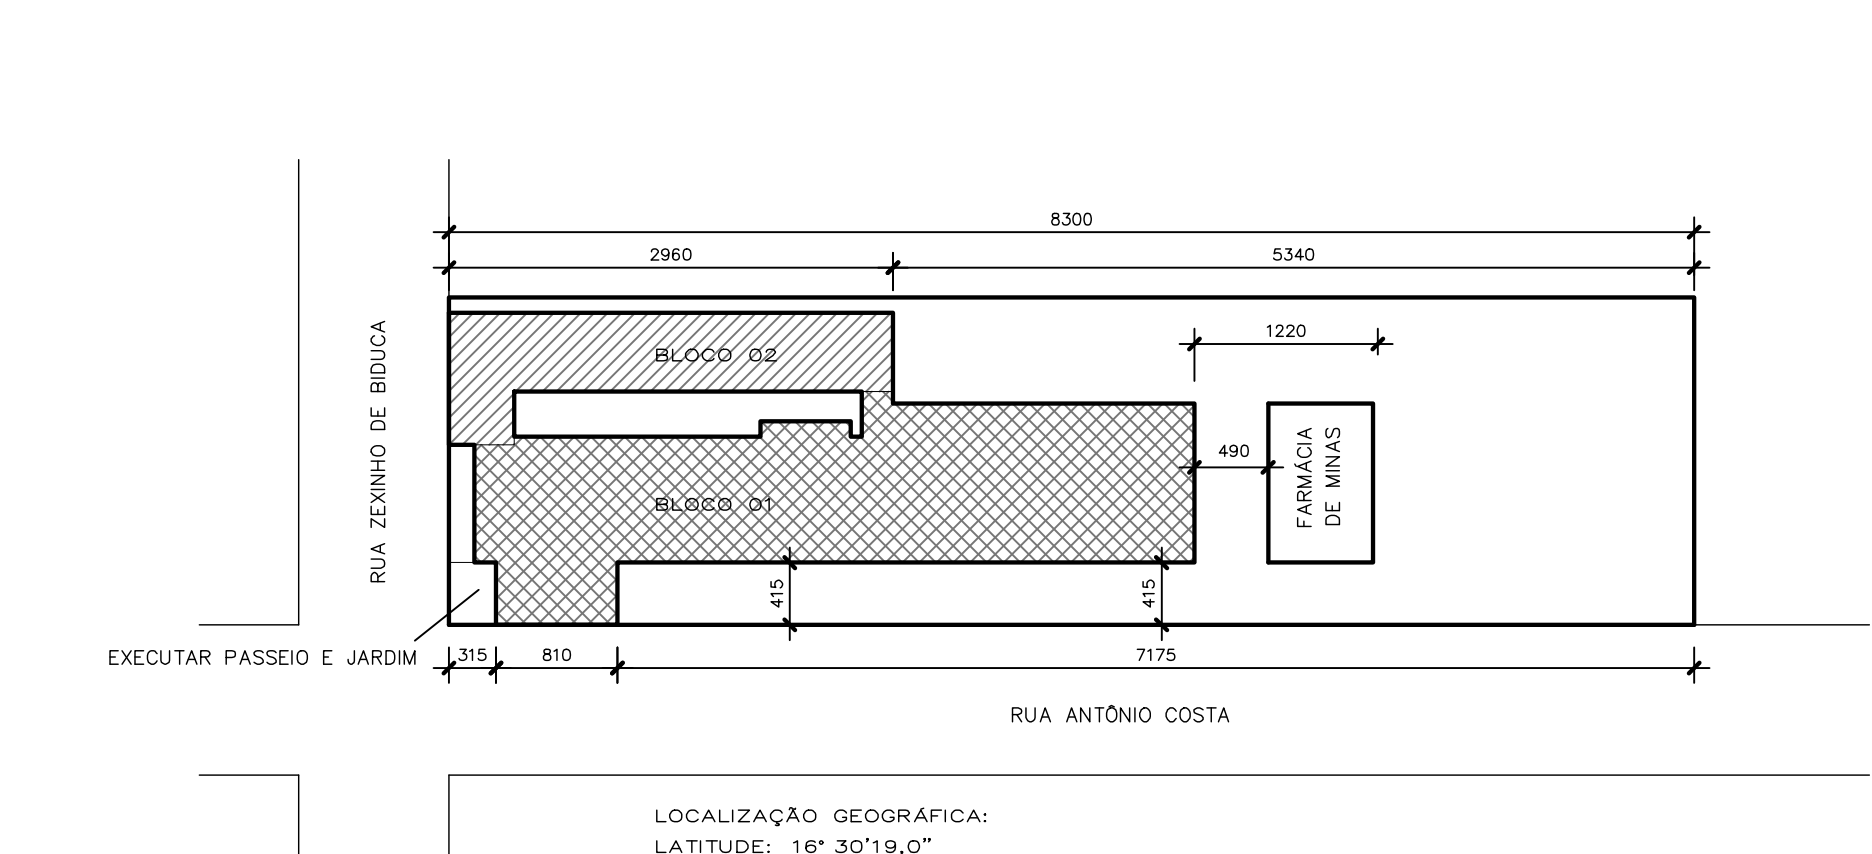 8300
2960
5340
1220
BLOCO 02
RUA ZEXINHO DE BIDUCA
490
FARMÁCIA
DE MINAS
BLOCO 01
415
415
EXECUTAR PASSEIO E JARDIM
315
810
7175
RUA ANTÔNIO COSTA
LOCALIZAÇÃO GEOGRÁFICA:
LATITUDE: 16° 30'19,0"